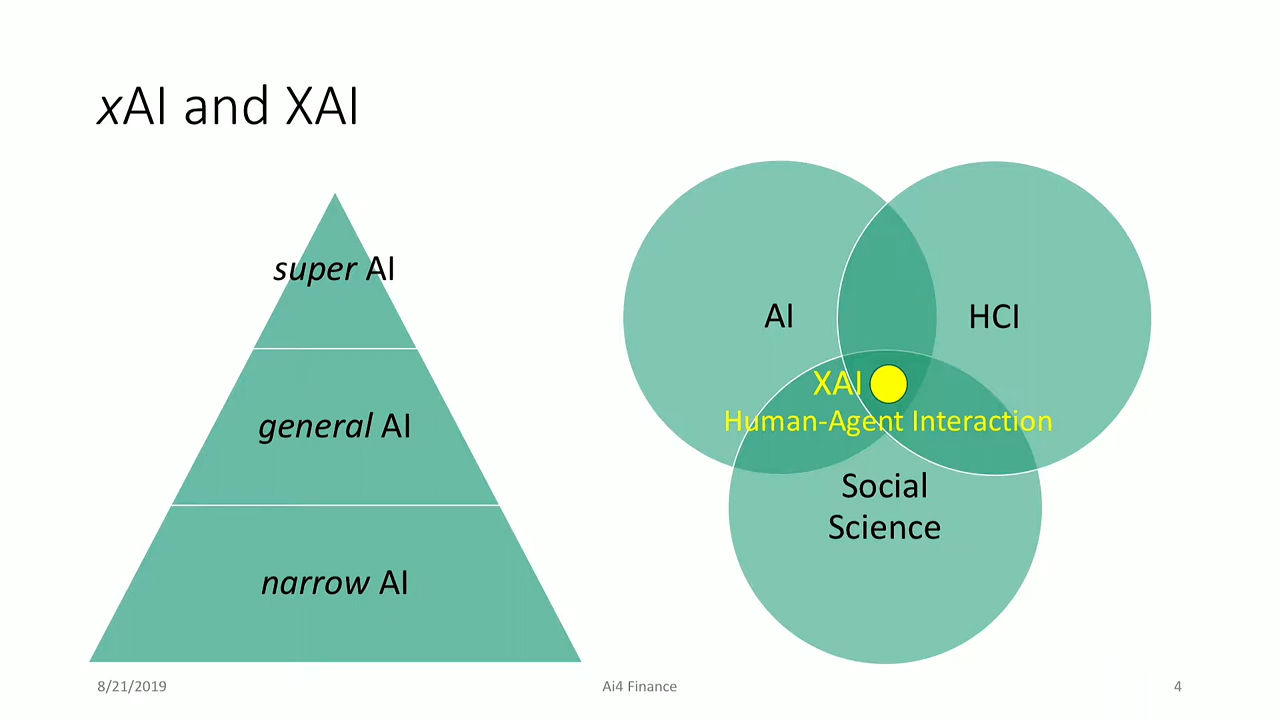 xAI and XAI
super AI
general AI
narrow AI
AI
HCI
XAI
Human-Agent Interaction
Social
Science
8/21/2019
Ai4 Finance
4